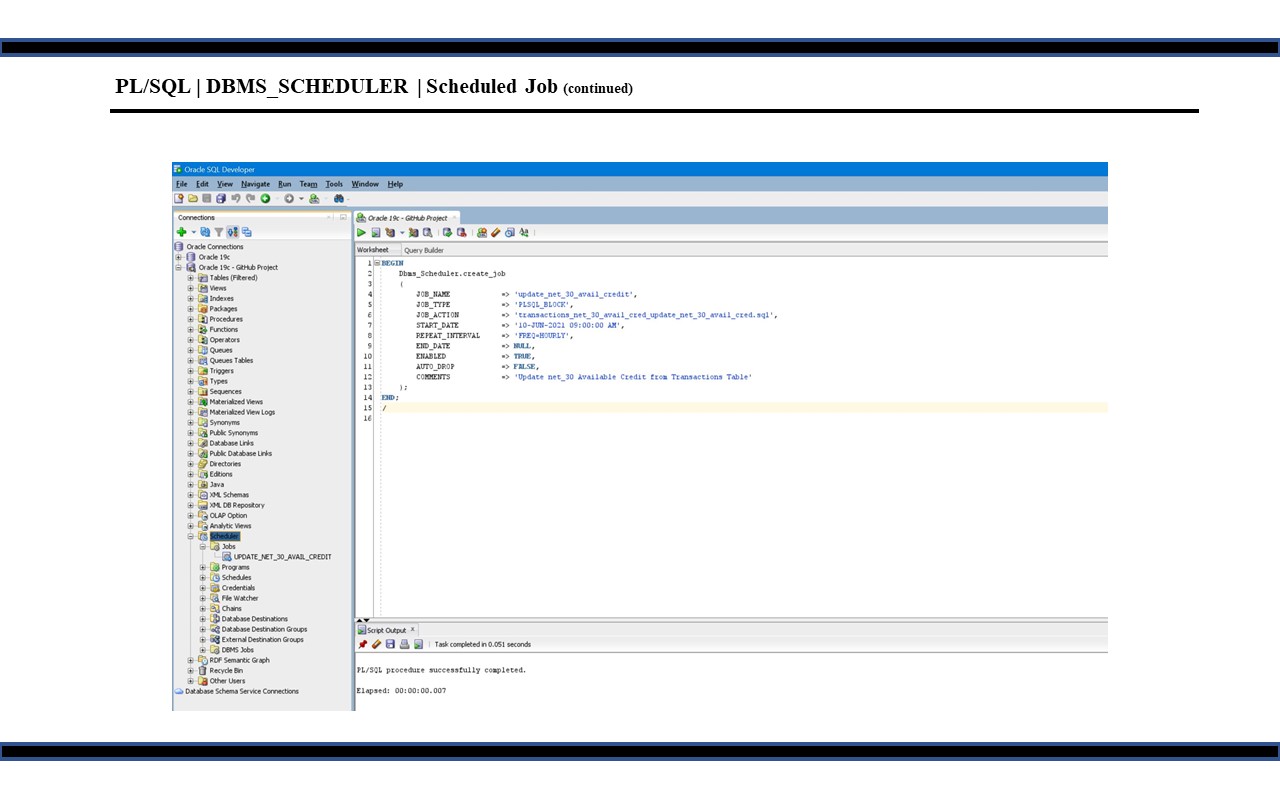 PL/SQL | DBMS_SCHEDULER | Scheduled Job (continued)
Oracle SQL Developer
File Edit View Navigate Run Team Tools Window Help
Connections
Oracle Connections
Oracle 19c
Oracle 19c - GitHub Project
Tables (Filtered)
Views
Indexes
Packages
Procedures
Functions
Operators
Queues
Queues Tables
Triggers
Types
Sequences
Materialized Views
Materialized View Logs
Synonyms
Public Synonyms
Database Links
Public Database Links
Directories
Editions
Java
XML Schemas
XML DB Repository
OLAP Option
Analytic Views
Scheduler
Jobs
UPDATE_NET_30_AVAIL_CREDIT
Programs
Schedules
Credentials
File Watcher
Chains
Database Destinations
Database Destination Groups
External Destination Groups
DBMS Jobs
RDF Semantic Graph
Recycle Bin
Other Users
Database Schema Service Connections
Oracle 19c - GitHub Project
Worksheet Query Builder
1 BEGIN
2 Dbms_Scheduler.create_job
3 (
4 JOB_NAME => 'update_net_30_avail_credit',
5 JOB_TYPE => 'PLSQL_BLOCK',
6 JOB_ACTION => 'transactions_net_30_avail_cred_update_net_30_avail_cred.sql',
7 START_DATE => '10-JUN-2021 09:00:00 AM',
8 REPEAT_INTERVAL => 'FREQ=HOURLY',
9 END_DATE => NULL,
10 ENABLED => TRUE,
11 AUTO_DROP => FALSE,
12 COMMENTS => 'Update net_30 Available Credit from Transactions Table'
13 );
14 END;
15 /
16
Script Output
Task completed in 0.051 seconds
PL/SQL procedure successfully completed.
Elapsed: 00:00:00.007